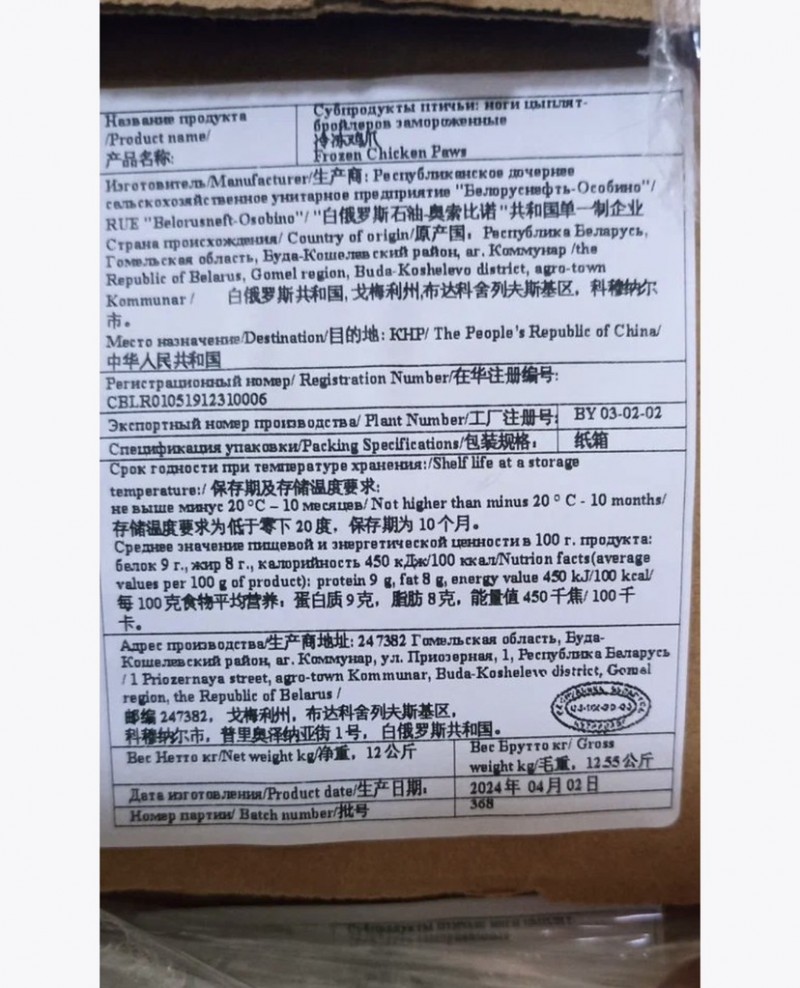 Название продукта
/Product name/
产品名称:
Субпродукты птичьи: ноги цыплят-
бройлеров замороженные
冷冻鸡爪
Frozen Chicken Paws
Изготовитель/Manufacturer/生产商: Республиканское дочернее
сельскохозяйственное унитарное предприятие "Белоруснефть-Особино"/
RUE "Belorusneft-Osobino"/ "白俄罗斯石油-奥索比诺"共和国单一制企业
Страна происхождения/ Country of origin/原产国: Республика Беларусь,
Гомельская область, Буда-Кошелевский район, аг. Коммунар /the
Republic of Belarus, Gomel region, Buda-Koshelevo district, agro-town
Kommunar / 白俄罗斯共和国, 戈梅利州,布达科舍列夫斯基区, 科穆纳尔
市。
Место назначение/Destination/目的地: КНР/ The People's Republic of China/
中华人民共和国
Регистрационный номер/ Registration Number/在华注册编号:
CBLR01051912310006
Экспортный номер производства/ Plant Number/工厂注册号: BY 03-02-02
Спецификация упаковки/Packing Specifications/包装规格: 纸箱
Срок годности при температуре хранения:/Shelf life at a storage
temperature:/ 保存期及存储温度要求:
не выше минус 20 °C – 10 месяцев/ Not higher than minus 20 ° C - 10 months/
存储温度要求为低于零下 20度, 保存期为 10 个月。
Среднее значение пищевой и энергетической ценности в 100 г. продукта:
белок 9 г., жир 8 г., калорийность 450 кДж/100 ккал/Nutrion facts(average
values per 100 g of product): protein 9 g, fat 8 g, energy value 450 kJ/100 kcal/
每 100克食物平均营养: 蛋白质 9克, 脂肪 8克, 能量值 450千焦/ 100千
卡。
Адрес производства/生产商地址: 247382 Гомельская область, Буда-
Кошелевский район, аг. Коммунар, ул. Приозерная, 1, Республика Беларусь
/ 1 Priozernaya street, agro-town Kommunar, Buda-Koshelevo district, Gomel
region, the Republic of Belarus /
邮编 247382, 戈梅利州, 布达科舍列夫斯基区,
科穆纳尔市, 普里奥泽纳亚街 1号, 白俄罗斯共和国。
Вес Нетто кг/Net weight kg/净重, 12 公斤
Вес Брутто кг/ Gross
weight kg/毛重, 12.55 公斤
Дата изготовления/Product date/生产日期: 2024年 04月 02日
Номер партии/ Batch number/批号 368